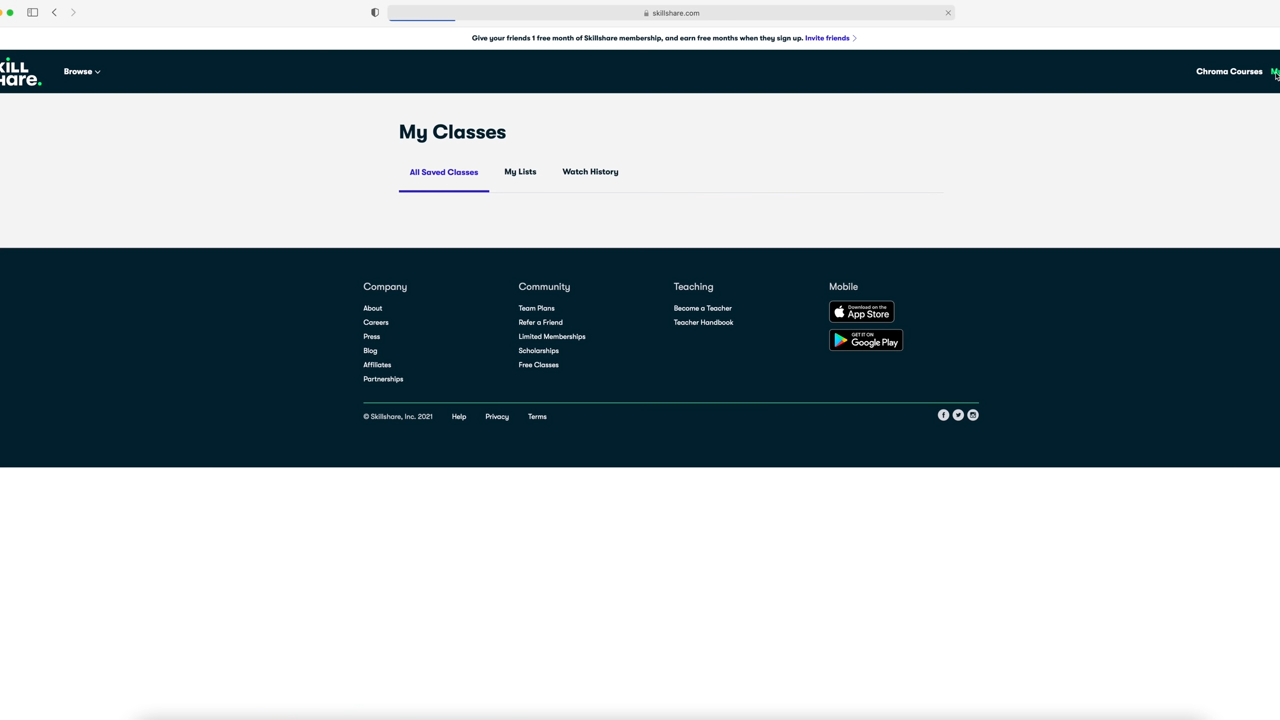 skillshare.com
Give your friends 1 free month of Skillshare membership, and earn free months when they sign up. Invite friends
Browse
Chroma Courses
My Classes
All Saved Classes
My Lists
Watch History
Company
About
Careers
Press
Blog
Affiliates
Partnerships
Community
Team Plans
Refer a Friend
Limited Memberships
Scholarships
Free Classes
Teaching
Become a Teacher
Teacher Handbook
Mobile
Download on the
App Store
GET IT ON
Google Play
© Skillshare, Inc. 2021
Help
Privacy
Terms